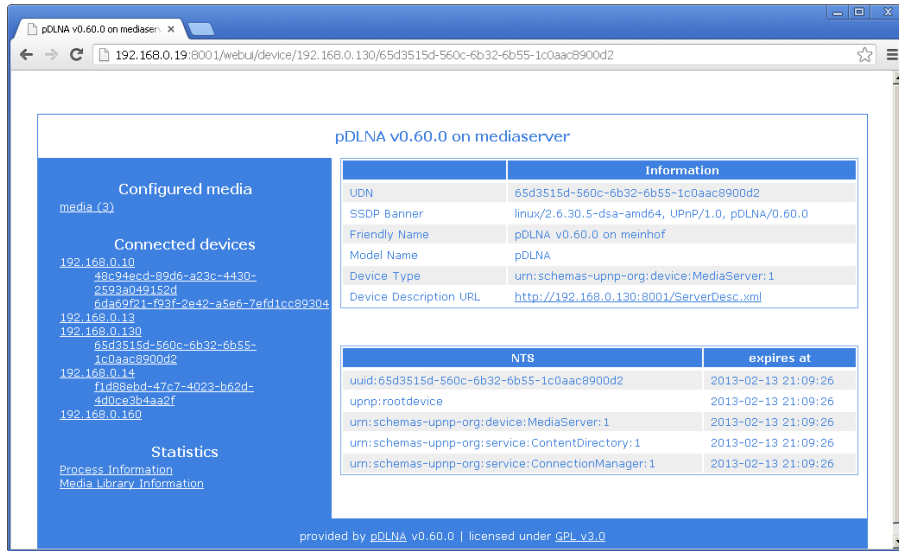 pDLNA v0.60.0 on mediaserv
192.168.0.19:8001/webui/device/192.168.0.130/65d3515d-560c-6b32-6b55-1c0aac8900d2
pDLNA v0.60.0 on mediaserver
Configured media
media (3)
Connected devices
192.168.0.10
48c94ecd-89d6-a23c-4430-
2593a049152d
6da69f21-f93f-2e42-a5e6-7efd1cc89304
192.168.0.13
192.168.0.130
65d3515d-560c-6b32-6b55-
1c0aac8900d2
192.168.0.14
f1d88ebd-47c7-4023-b62d-
4d0ce3b4aa2f
192.168.0.160
Statistics
Process Information
Media Library Information
Information
UDN 65d3515d-560c-6b32-6b55-1c0aac8900d2
SSDP Banner linux/2.6.30.5-dsa-amd64, UPnP/1.0, pDLNA/0.60.0
Friendly Name pDLNA v0.60.0 on meinhof
Model Name pDLNA
Device Type urn:schemas-upnp-org:device:MediaServer:1
Device Description URL http://192.168.0.130:8001/ServerDesc.xml
NTS expires at
uuid:65d3515d-560c-6b32-6b55-1c0aac8900d2 2013-02-13 21:09:26
upnp:rootdevice 2013-02-13 21:09:26
urn:schemas-upnp-org:device:MediaServer:1 2013-02-13 21:09:26
urn:schemas-upnp-org:service:ContentDirectory:1 2013-02-13 21:09:26
urn:schemas-upnp-org:service:ConnectionManager:1 2013-02-13 21:09:26
provided by pDLNA v0.60.0 | licensed under GPL v3.0